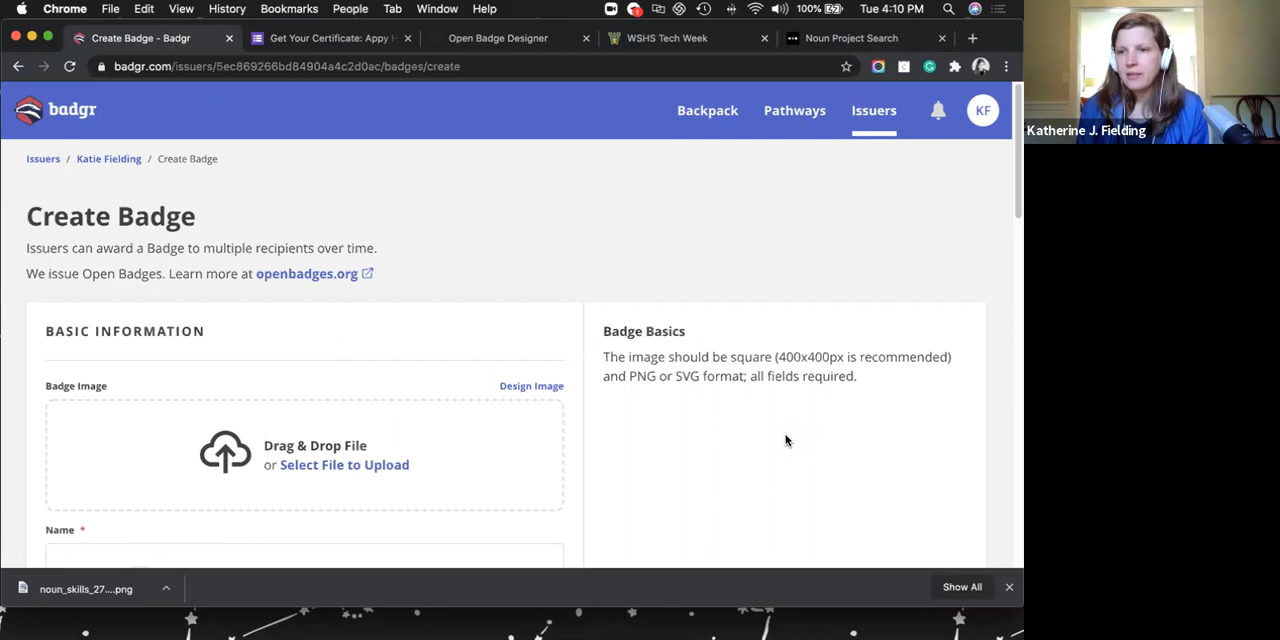 Chrome File Edit View History Bookmarks People Tab Window Help 100% Tue 4:10 PM
Create Badge - Badgr Get Your Certificate: Appy H Open Badge Designer WSHS Tech Week Noun Project Search
badgr.com/issuers/5ec869266bd84904a4c2d0ac/badges/create
badgr Backpack Pathways Issuers KF
Katherine J. Fielding
Issuers / Katie Fielding / Create Badge
Create Badge
Issuers can award a Badge to multiple recipients over time.
We issue Open Badges. Learn more at openbadges.org
BASIC INFORMATION
Badge Image Design Image
Drag & Drop File
or Select File to Upload
Name *
Badge Basics
The image should be square (400x400px is recommended)
and PNG or SVG format; all fields required.
noun_skills_27....png Show All